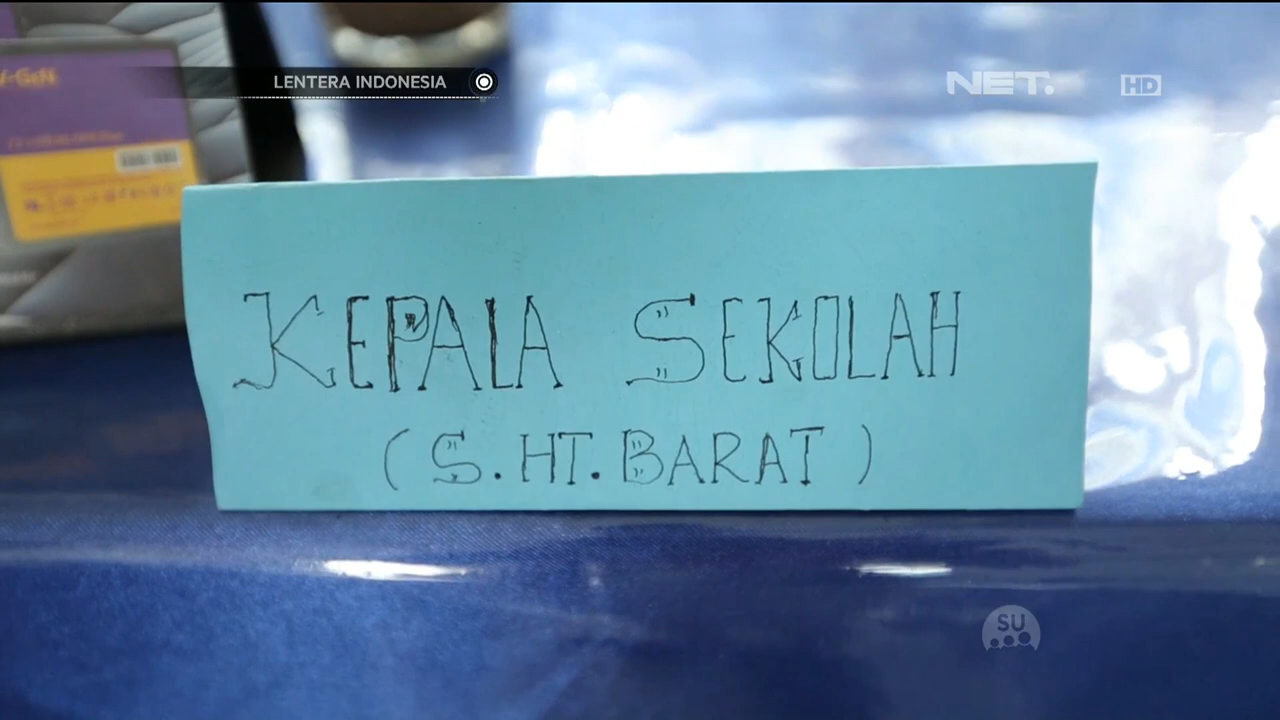 LENTERA INDONESIA
NET.
HD
KEPALA SEKOLAH
(S. HT. BARAT)
SU